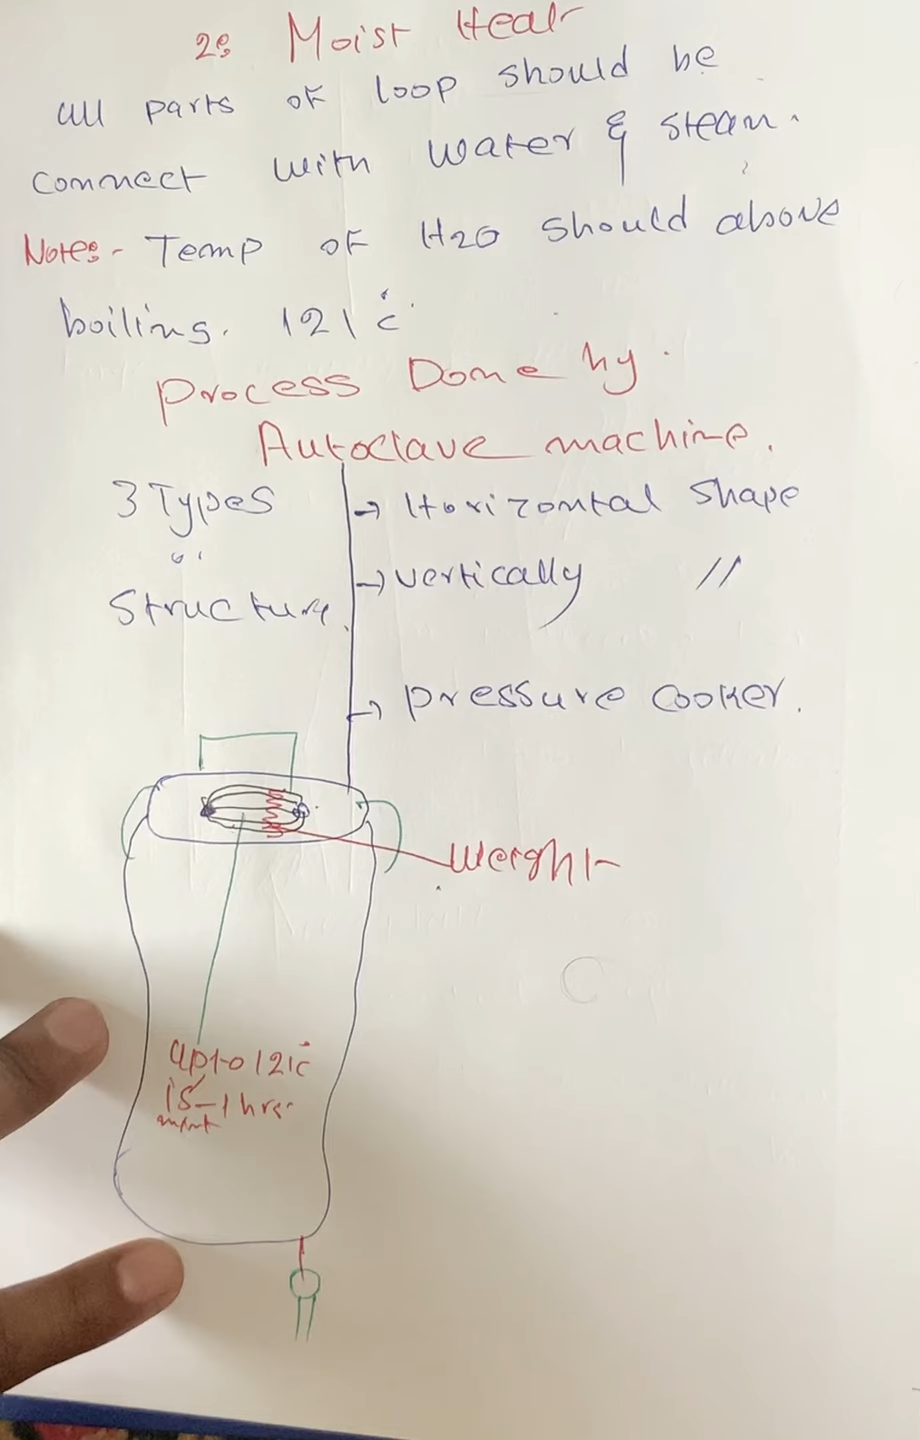 2: Moist Heat
all parts of loop should be
connect with water & steam.
Notes- Temp of H2O should above
boiling. 121°c
Process Done by.
Autoclave machine.
3 Types → Horizontal shape
→ vertically //
Structure.
→ pressure cooker.
Weight
upto 121°c
15-1 hrs.